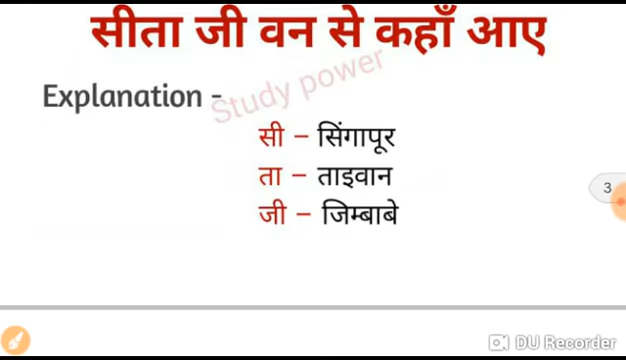 सीता जी वन से कहाँ आए
Explanation -
Study power
सी – सिंगापूर
ता – ताइवान
जी – जिम्बाबे
3
DU Recorder